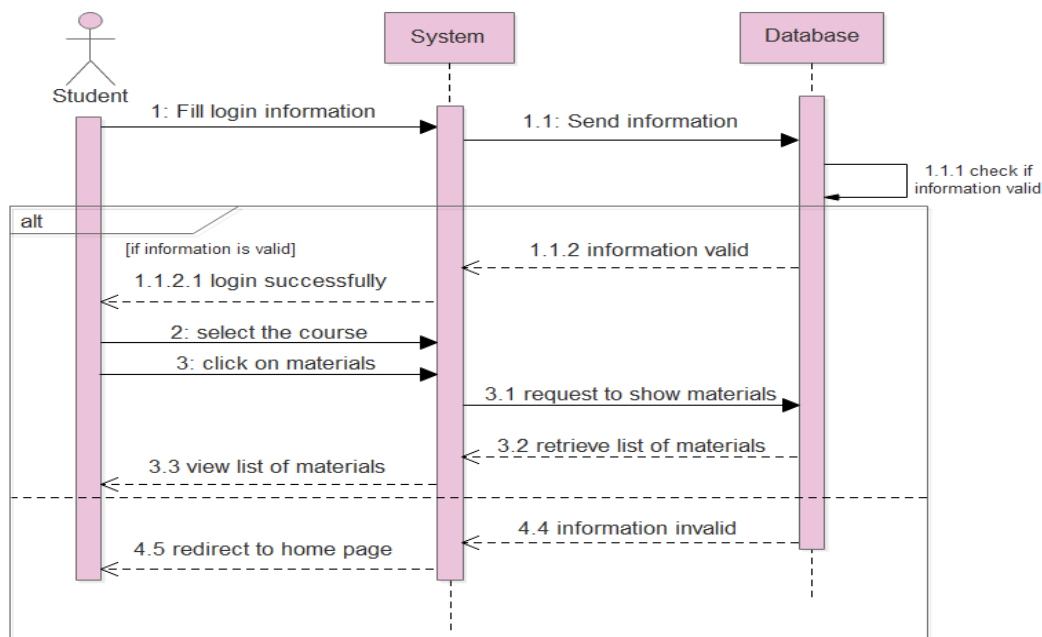 System
Database
Student
1: Fill login information
1.1: Send information
1.1.1 check if
information valid
alt
[if information is valid]
1.1.2 information valid
1.1.2.1 login successfully
2: select the course
3: click on materials
3.1 request to show materials
3.2 retrieve list of materials
3.3 view list of materials
4.4 information invalid
4.5 redirect to home page